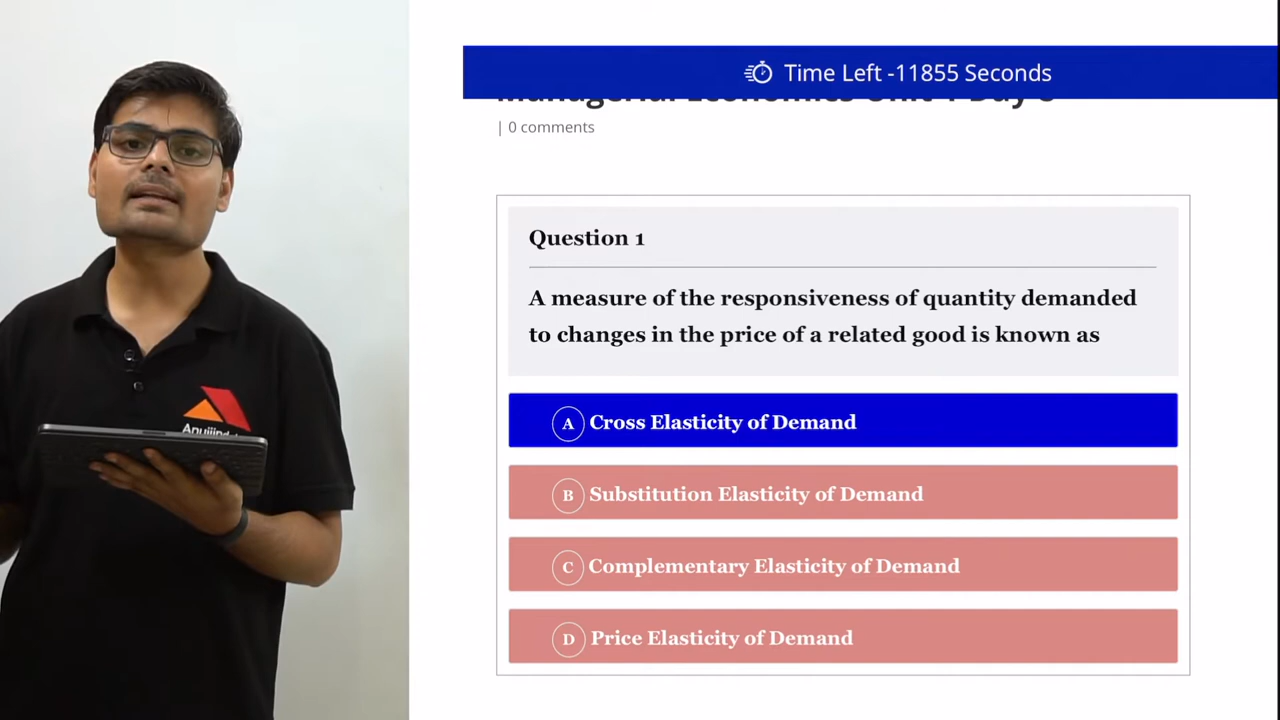 Time Left -11855 Seconds
| 0 comments
Question 1
A measure of the responsiveness of quantity demanded
to changes in the price of a related good is known as
A Cross Elasticity of Demand
B Substitution Elasticity of Demand
C Complementary Elasticity of Demand
D Price Elasticity of Demand